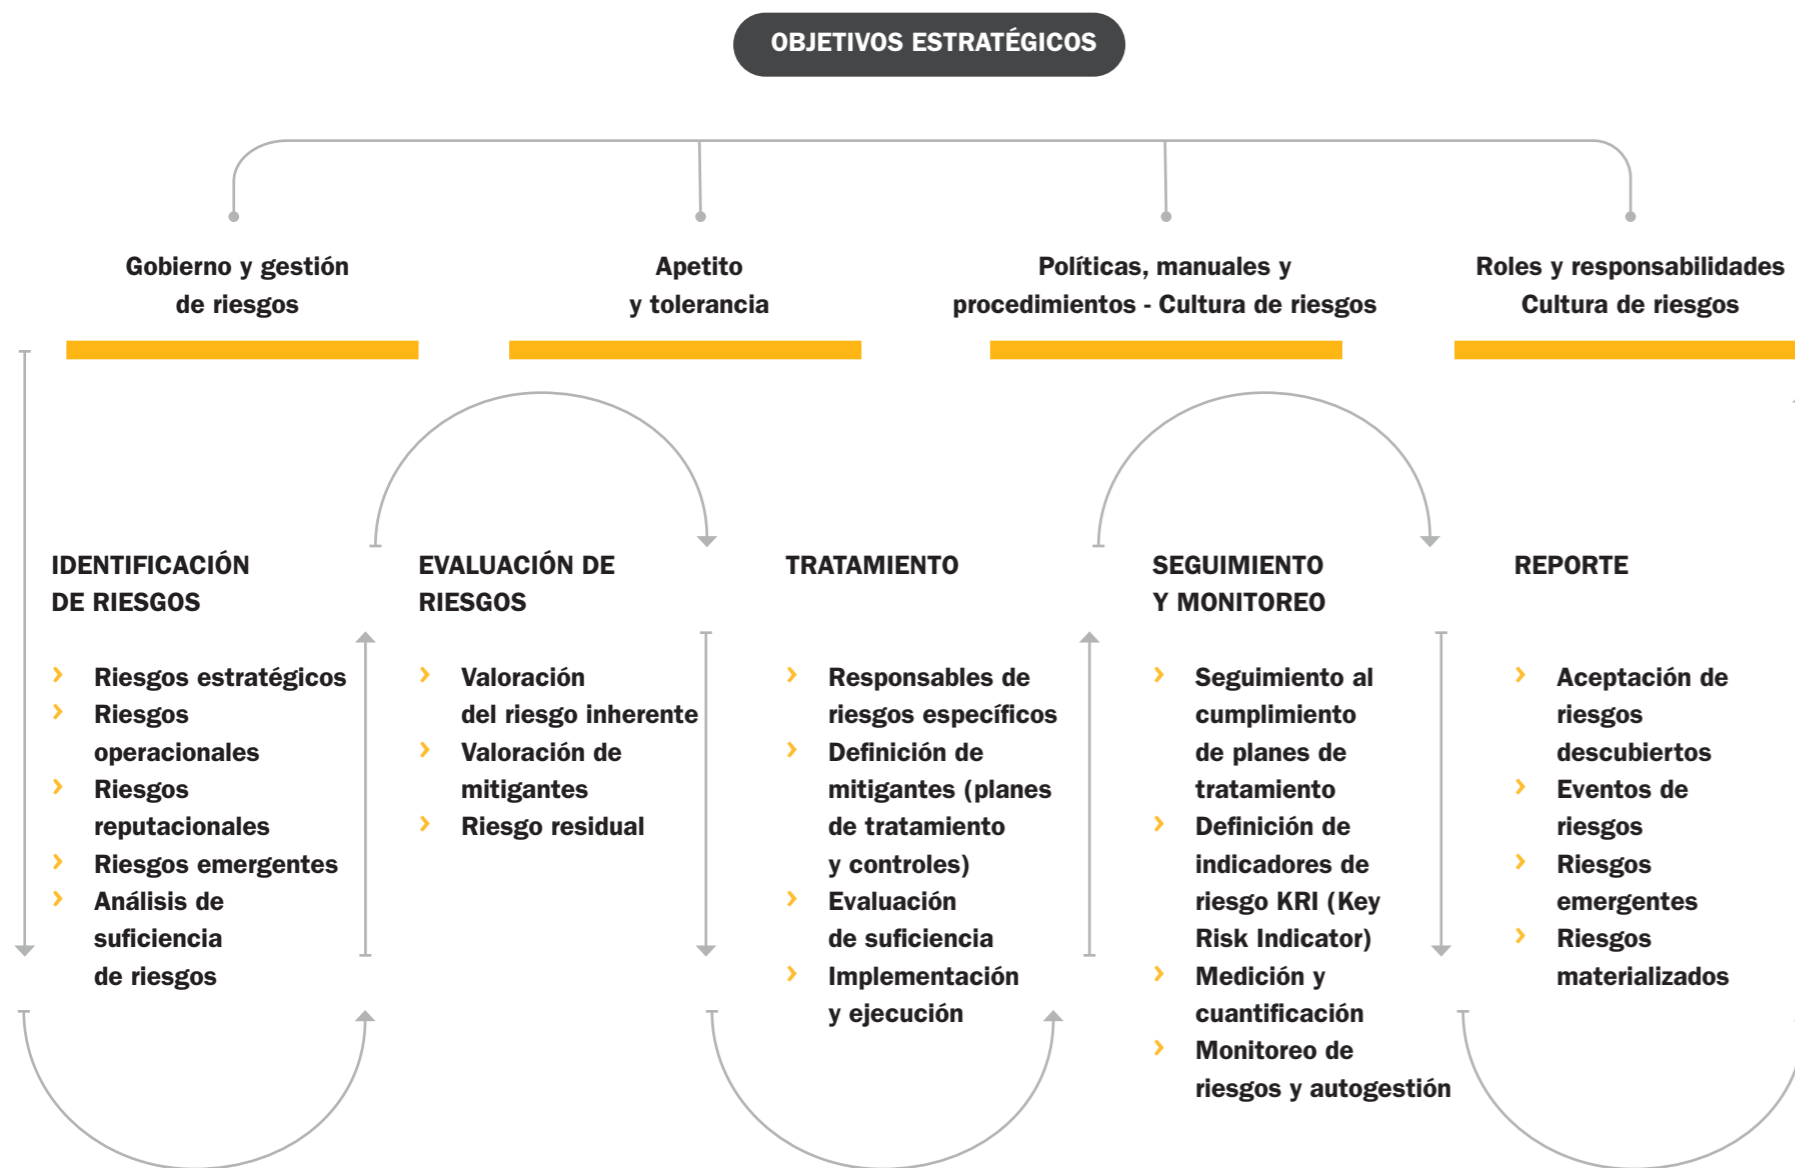 OBJETIVOS ESTRATÉGICOS
Gobierno y gestión
de riesgos
Apetito
y tolerancia
Políticas, manuales y
procedimientos - Cultura de riesgos
Roles y responsabilidades
Cultura de riesgos
IDENTIFICACIÓN
DE RIESGOS
› Riesgos estratégicos
› Riesgos
operacionales
› Riesgos
reputacionales
› Riesgos emergentes
› Análisis de
suficiencia
de riesgos
EVALUACIÓN DE
RIESGOS
› Valoración
del riesgo inherente
› Valoración de
mitigantes
› Riesgo residual
TRATAMIENTO
› Responsables de
riesgos específicos
› Definición de
mitigantes (planes
de tratamiento
y controles)
› Evaluación
de suficiencia
› Implementación
y ejecución
SEGUIMIENTO
Y MONITOREO
› Seguimiento al
cumplimiento
de planes de
tratamiento
› Definición de
indicadores de
riesgo KRI (Key
Risk Indicator)
› Medición y
cuantificación
› Monitoreo de
riesgos y autogestión
REPORTE
› Aceptación de
riesgos
descubiertos
› Eventos de
riesgos
› Riesgos
emergentes
› Riesgos
materializados